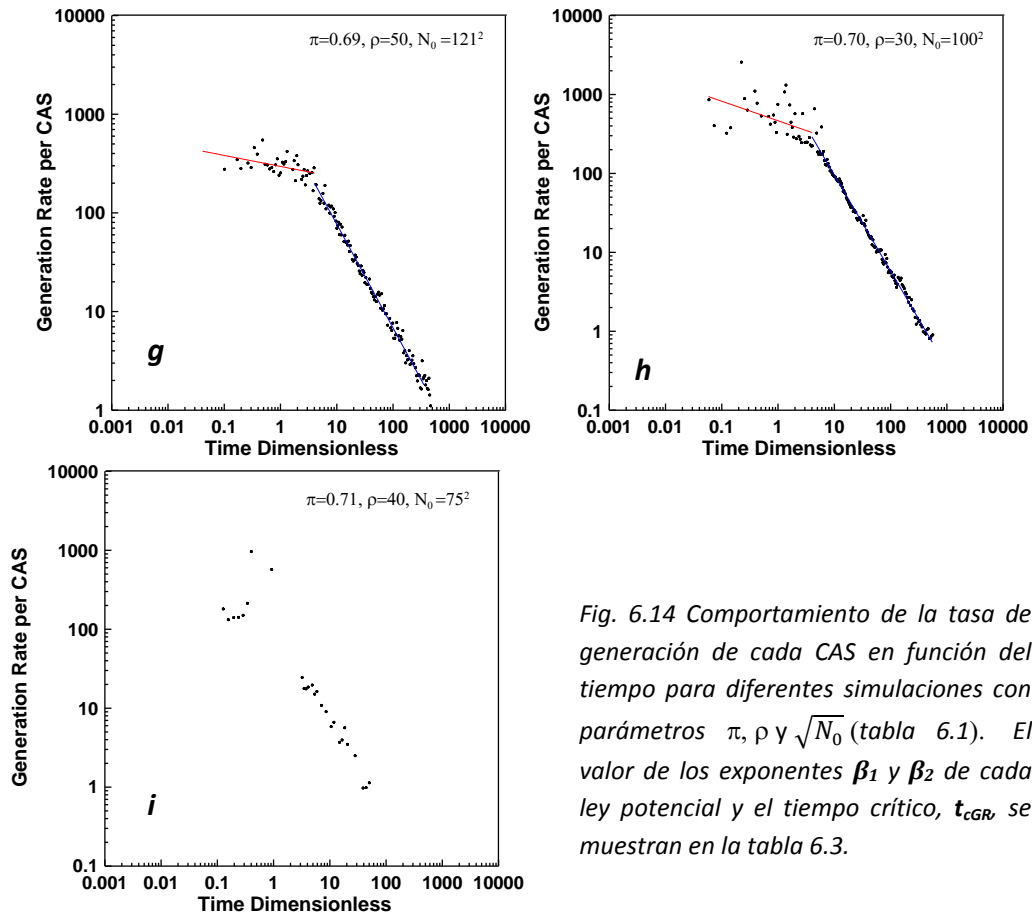 10000
1000
100
10
1
Generation Rate per CAS
π=0.69, ρ=50, N₀ =121²
g
0.001 0.01 0.1 1 10 100 1000 10000
Time Dimensionless
10000
1000
100
10
1
0.1
Generation Rate per CAS
π=0.70, ρ=30, N₀=100²
h
0.001 0.01 0.1 1 10 100 1000 10000
Time Dimensionless
10000
1000
100
10
1
0.1
Generation Rate per CAS
π=0.71, ρ=40, N₀ =75²
i
0.001 0.01 0.1 1 10 100 1000 10000
Time Dimensionless
Fig. 6.14 Comportamiento de la tasa de
generación de cada CAS en función del
tiempo para diferentes simulaciones con
parámetros π, ρ y √N₀ (tabla 6.1). El
valor de los exponentes β₁ y β₂ de cada
ley potencial y el tiempo crítico, t_cGR, se
muestran en la tabla 6.3.